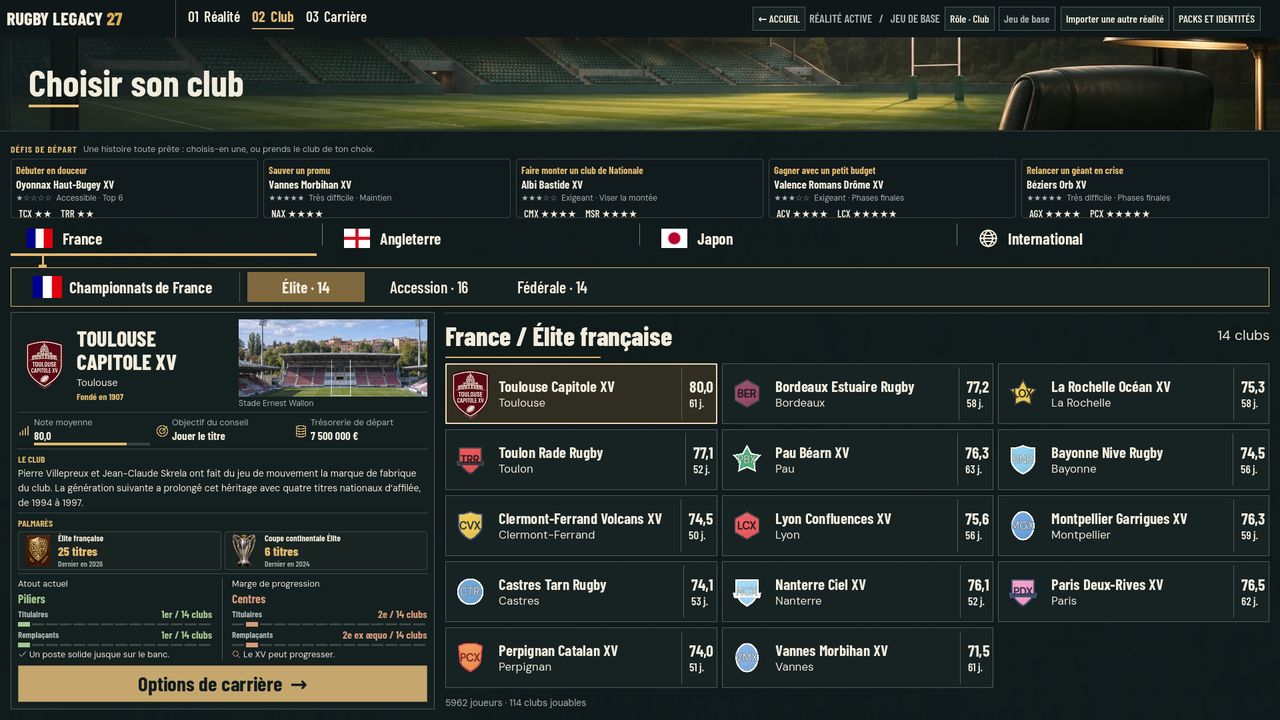 RUGBY LEGACY 27
01 Réalité 02 Club 03 Carrière
← ACCUEIL RÉALITÉ ACTIVE / JEU DE BASE Rôle · Club Jeu de base Importer une autre réalité PACKS ET IDENTITÉS
Choisir son club
DÉFIS DE DÉPART Une histoire toute prête : choisis-en une, ou prends le club de ton choix.
Débuter en douceur
Oyonnax Haut-Bugey XV
★☆☆☆☆ Accessible · Top 6
TCX ★★ TRR ★★
Sauver un promu
Vannes Morbihan XV
★★★★★ Très difficile · Maintien
NAX ★★★★
Faire monter un club de Nationale
Albi Bastide XV
★★★☆☆ Exigeant · Viser la montée
CMX ★★★★ MSR ★★★★
Gagner avec un petit budget
Valence Romans Drôme XV
★★★☆☆ Exigeant · Phases finales
ACV ★★★★ LCX ★★★★★
Relancer un géant en crise
Béziers Orb XV
★★★★★ Très difficile · Phases finales
AGX ★★★★ PCX ★★★★★
France Angleterre Japon International
Championnats de France Élite · 14 Accession · 16 Fédérale · 14
TOULOUSE CAPITOLE XV
TOULOUSE
CAPITOLE XV
Toulouse
Fondé en 1907
Stade Ernest Wallon
Note moyenne
80,0
Objectif du conseil
Jouer le titre
Trésorerie de départ
7 500 000 €
LE CLUB
Pierre Villepreux et Jean-Claude Skrela ont fait du jeu de mouvement la marque de fabrique
du club. La génération suivante a prolongé cet héritage avec quatre titres nationaux d'affilée,
de 1994 à 1997.
PALMARÈS
Élite française
25 titres
Dernier en 2026
Coupe continentale Élite
6 titres
Dernier en 2024
Atout actuel
Piliers
Titulaires 1er / 14 clubs
Remplaçants 1er / 14 clubs
✓ Un poste solide jusque sur le banc.
Marge de progression
Centres
Titulaires 2e / 14 clubs
Remplaçants 2e ex æquo / 14 clubs
Le XV peut progresser.
Options de carrière →
France / Élite française 14 clubs
Toulouse Capitole XV 80,0
Toulouse 61 j.
BER Bordeaux Estuaire Rugby 77,2
Bordeaux 58 j.
La Rochelle Océan XV 75,3
La Rochelle 58 j.
TRR Toulon Rade Rugby 77,1
Toulon 52 j.
Pau Béarn XV 76,3
Pau 63 j.
Bayonne Nive Rugby 74,5
Bayonne 56 j.
CVX Clermont-Ferrand Volcans XV 74,5
Clermont-Ferrand 50 j.
LCX Lyon Confluences XV 75,6
Lyon 56 j.
MGX Montpellier Garrigues XV 76,3
Montpellier 59 j.
CTR Castres Tarn Rugby 74,1
Castres 53 j.
Nanterre Ciel XV 76,1
Nanterre 52 j.
PDX Paris Deux-Rives XV 76,5
Paris 62 j.
PCX Perpignan Catalan XV 74,0
Perpignan 51 j.
VMX Vannes Morbihan XV 71,5
Vannes 61 j.
5962 joueurs · 114 clubs jouables